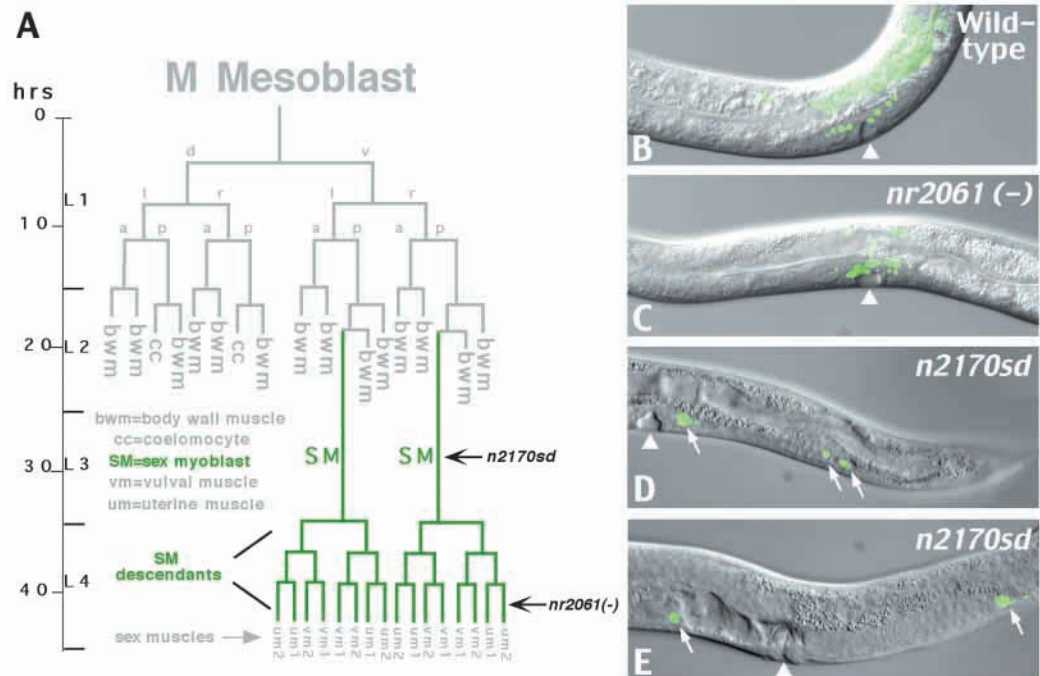 A
M Mesoblast
hrs
0
d v
l r l r
L1
10
a p a p a p a p
bwm bwm cc bwm bwm bwm cc bwm bwm bwm bwm bwm bwm bwm bwm bwm
20 L2
bwm=body wall muscle
cc=coelomocyte
SM=sex myoblast
vm=vulval muscle
um=uterine muscle
SM SM n2170sd
L3
30
SM
descendants
L4
40
nr2061(-)
sex muscles
um2 um1 vm2 vm1 vm1 vm2 um1 um2 um2 um1 vm2 vm1 vm1 vm2 um1 um2
Wild-
type
B
nr2061 (-)
C
n2170sd
D
n2170sd
E